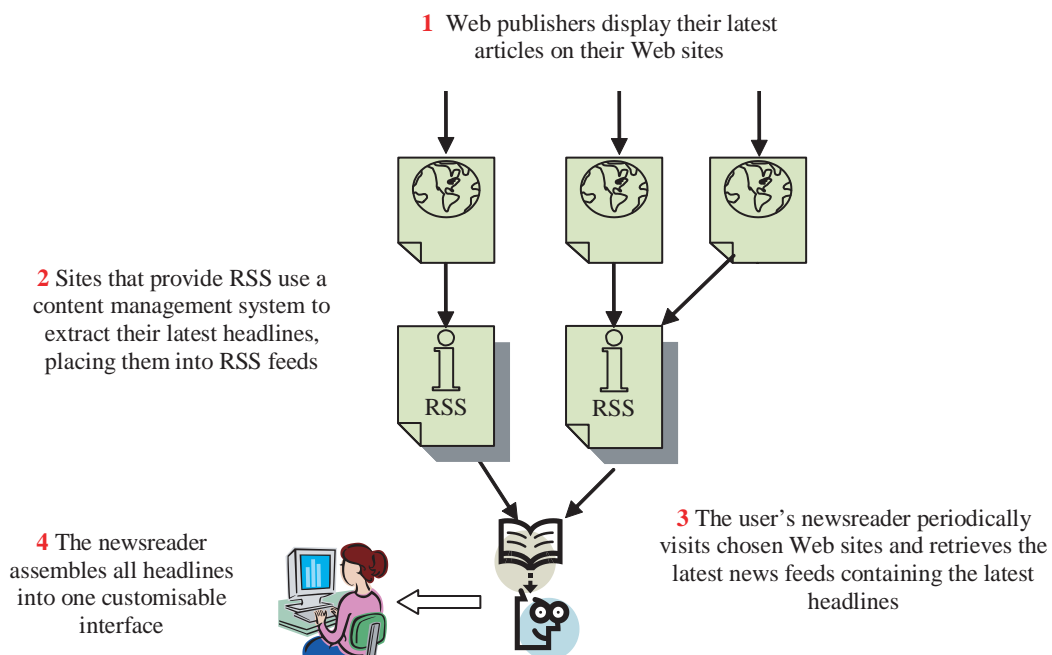 1 Web publishers display their latest
articles on their Web sites
2 Sites that provide RSS use a
content management system to
extract their latest headlines,
placing them into RSS feeds
RSS
RSS
3 The user’s newsreader periodically
visits chosen Web sites and retrieves the
latest news feeds containing the latest
headlines
4 The newsreader
assembles all headlines
into one customisable
interface